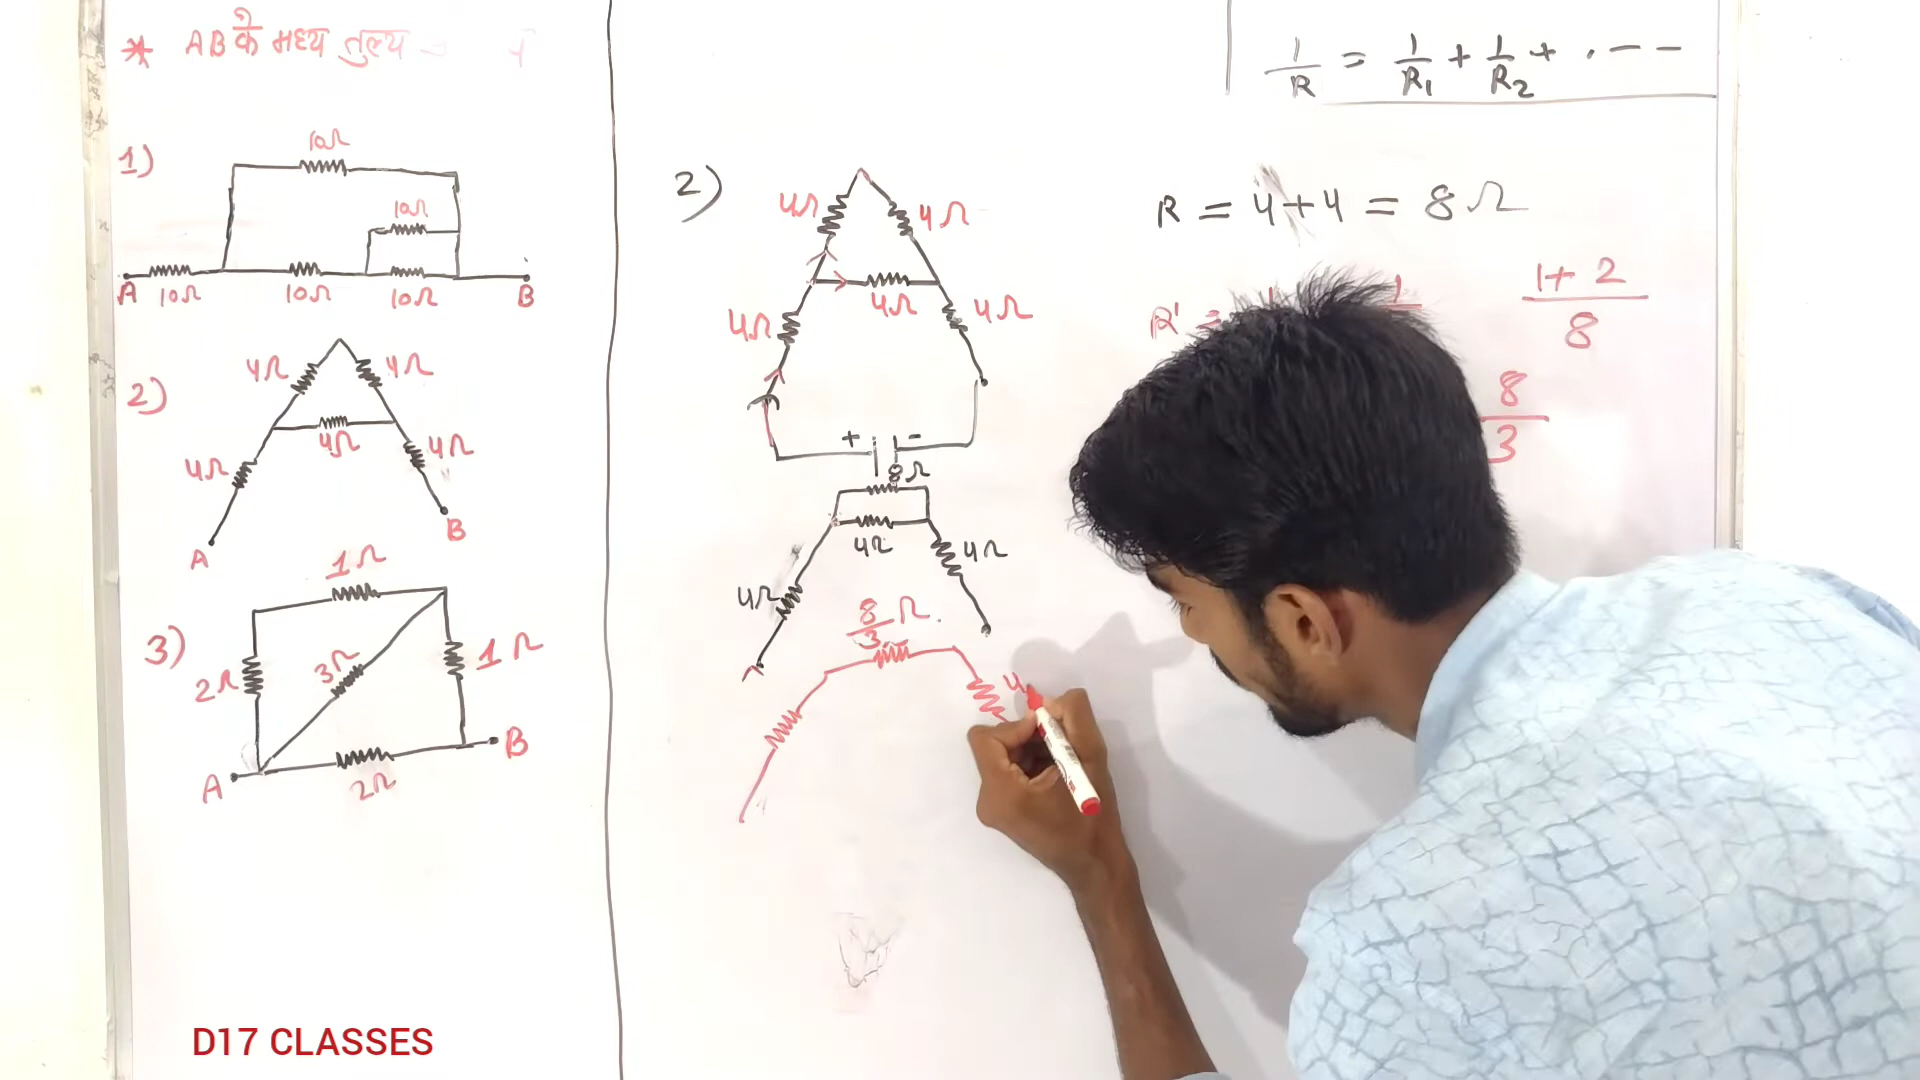 * AB के मध्य तुल्य
1)
10Ω
10Ω
A 10Ω 10Ω 10Ω B
2)
4Ω 4Ω
4Ω
4Ω 4Ω
A B
3)
1Ω
2Ω 3Ω 1Ω
A 2Ω B
D17 CLASSES
1/R = 1/R1 + 1/R2 + . - - -
2)
4Ω 4Ω
4Ω
4Ω 4Ω
+ -
8Ω
4Ω
4Ω 4Ω
8/3 Ω
4
R = 4+4 = 8Ω
R' =
1
1+2/8
8/3